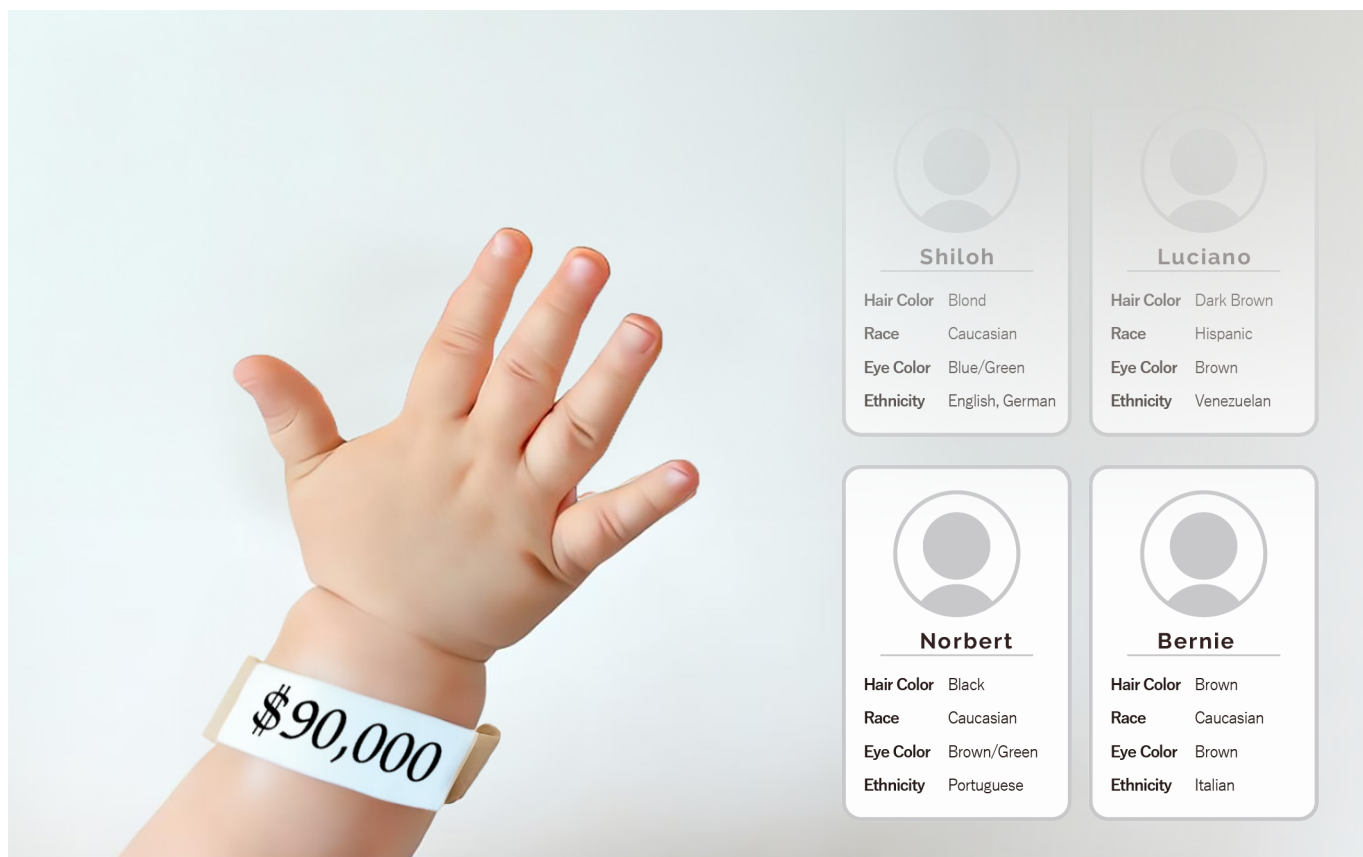 Shiloh
Hair Color Blond
Race Caucasian
Eye Color Blue/Green
Ethnicity English, German
Luciano
Hair Color Dark Brown
Race Hispanic
Eye Color Brown
Ethnicity Venezuelan
$90,000
Norbert
Hair Color Black
Race Caucasian
Eye Color Brown/Green
Ethnicity Portuguese
Bernie
Hair Color Brown
Race Caucasian
Eye Color Brown
Ethnicity Italian